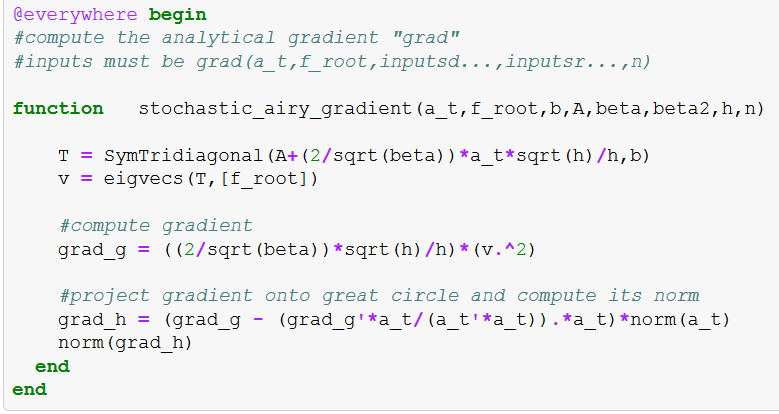 @everywhere begin
#compute the analytical gradient "grad"
#inputs must be grad(a_t,f_root,inputsd...,inputsr...,n)
function   stochastic_airy_gradient(a_t,f_root,b,A,beta,beta2,h,n)
    T = SymTridiagonal(A+(2/sqrt(beta))*a_t*sqrt(h)/h,b)
    v = eigvecs(T,[f_root])
    #compute gradient
    grad_g = ((2/sqrt(beta))*sqrt(h)/h)*(v.^2)
    #project gradient onto great circle and compute its norm
    grad_h = (grad_g - (grad_g'*a_t/(a_t'*a_t)).*a_t)*norm(a_t)
    norm(grad_h)
  end
end